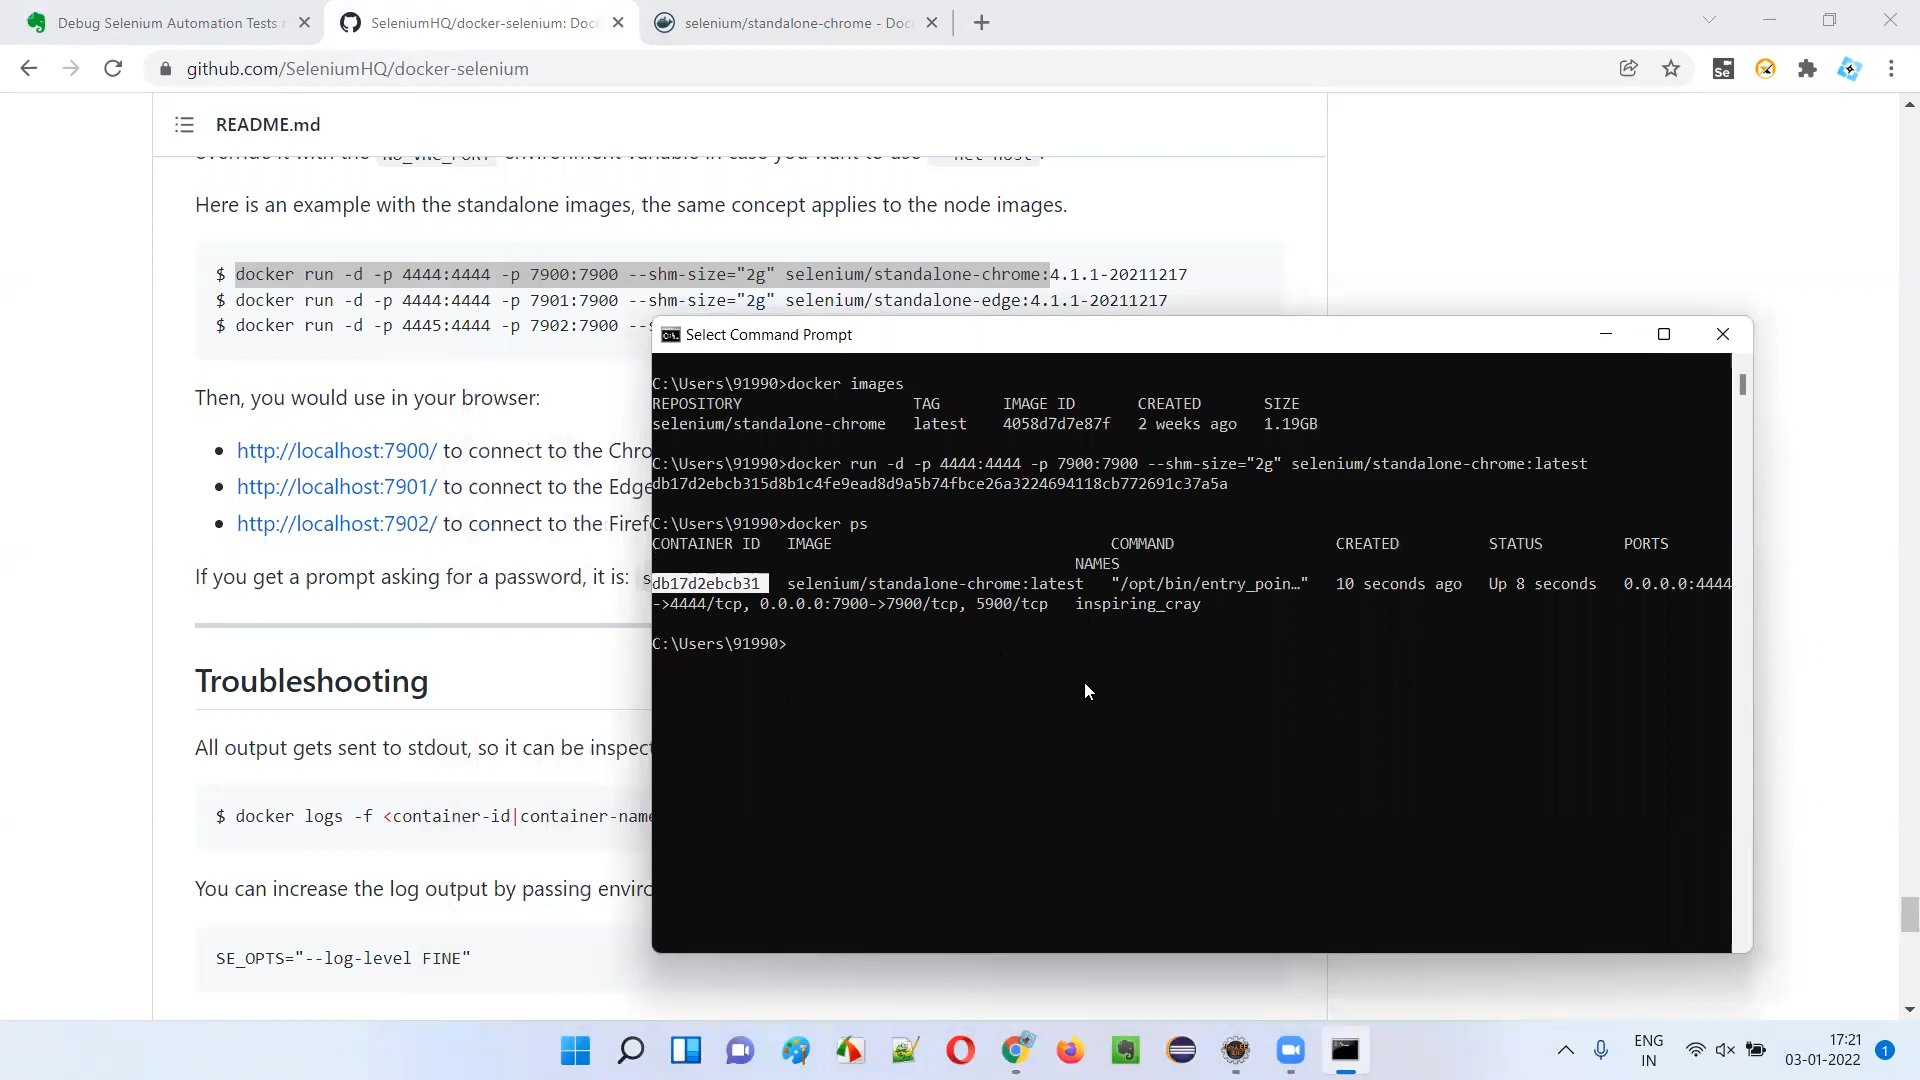 Debug Selenium Automation Tests
SeleniumHQ/docker-selenium: Doc
selenium/standalone-chrome - Doc
github.com/SeleniumHQ/docker-selenium
README.md
Here is an example with the standalone images, the same concept applies to the node images.
$ docker run -d -p 4444:4444 -p 7900:7900 --shm-size="2g" selenium/standalone-chrome:4.1.1-20211217
$ docker run -d -p 4444:4444 -p 7901:7900 --shm-size="2g" selenium/standalone-edge:4.1.1-20211217
$ docker run -d -p 4445:4444 -p 7902:7900 --s
Then, you would use in your browser:
http://localhost:7900/ to connect to the Chro
http://localhost:7901/ to connect to the Edge
http://localhost:7902/ to connect to the Firef
If you get a prompt asking for a password, it is: s
Troubleshooting
All output gets sent to stdout, so it can be inspect
$ docker logs -f <container-id|container-name
You can increase the log output by passing enviro
SE_OPTS="--log-level FINE"
Select Command Prompt
C:\Users\91990>docker images
REPOSITORY TAG IMAGE ID CREATED SIZE
selenium/standalone-chrome latest 4058d7d7e87f 2 weeks ago 1.19GB
C:\Users\91990>docker run -d -p 4444:4444 -p 7900:7900 --shm-size="2g" selenium/standalone-chrome:latest
db17d2ebcb315d8b1c4fe9ead8d9a5b74fbce26a3224694118cb772691c37a5a
C:\Users\91990>docker ps
CONTAINER ID IMAGE COMMAND CREATED STATUS PORTS
NAMES
db17d2ebcb31 selenium/standalone-chrome:latest "/opt/bin/entry_poin…" 10 seconds ago Up 8 seconds 0.0.0.0:4444
->4444/tcp, 0.0.0.0:7900->7900/tcp, 5900/tcp inspiring_cray
C:\Users\91990>
ENG
IN
17:21
03-01-2022
1